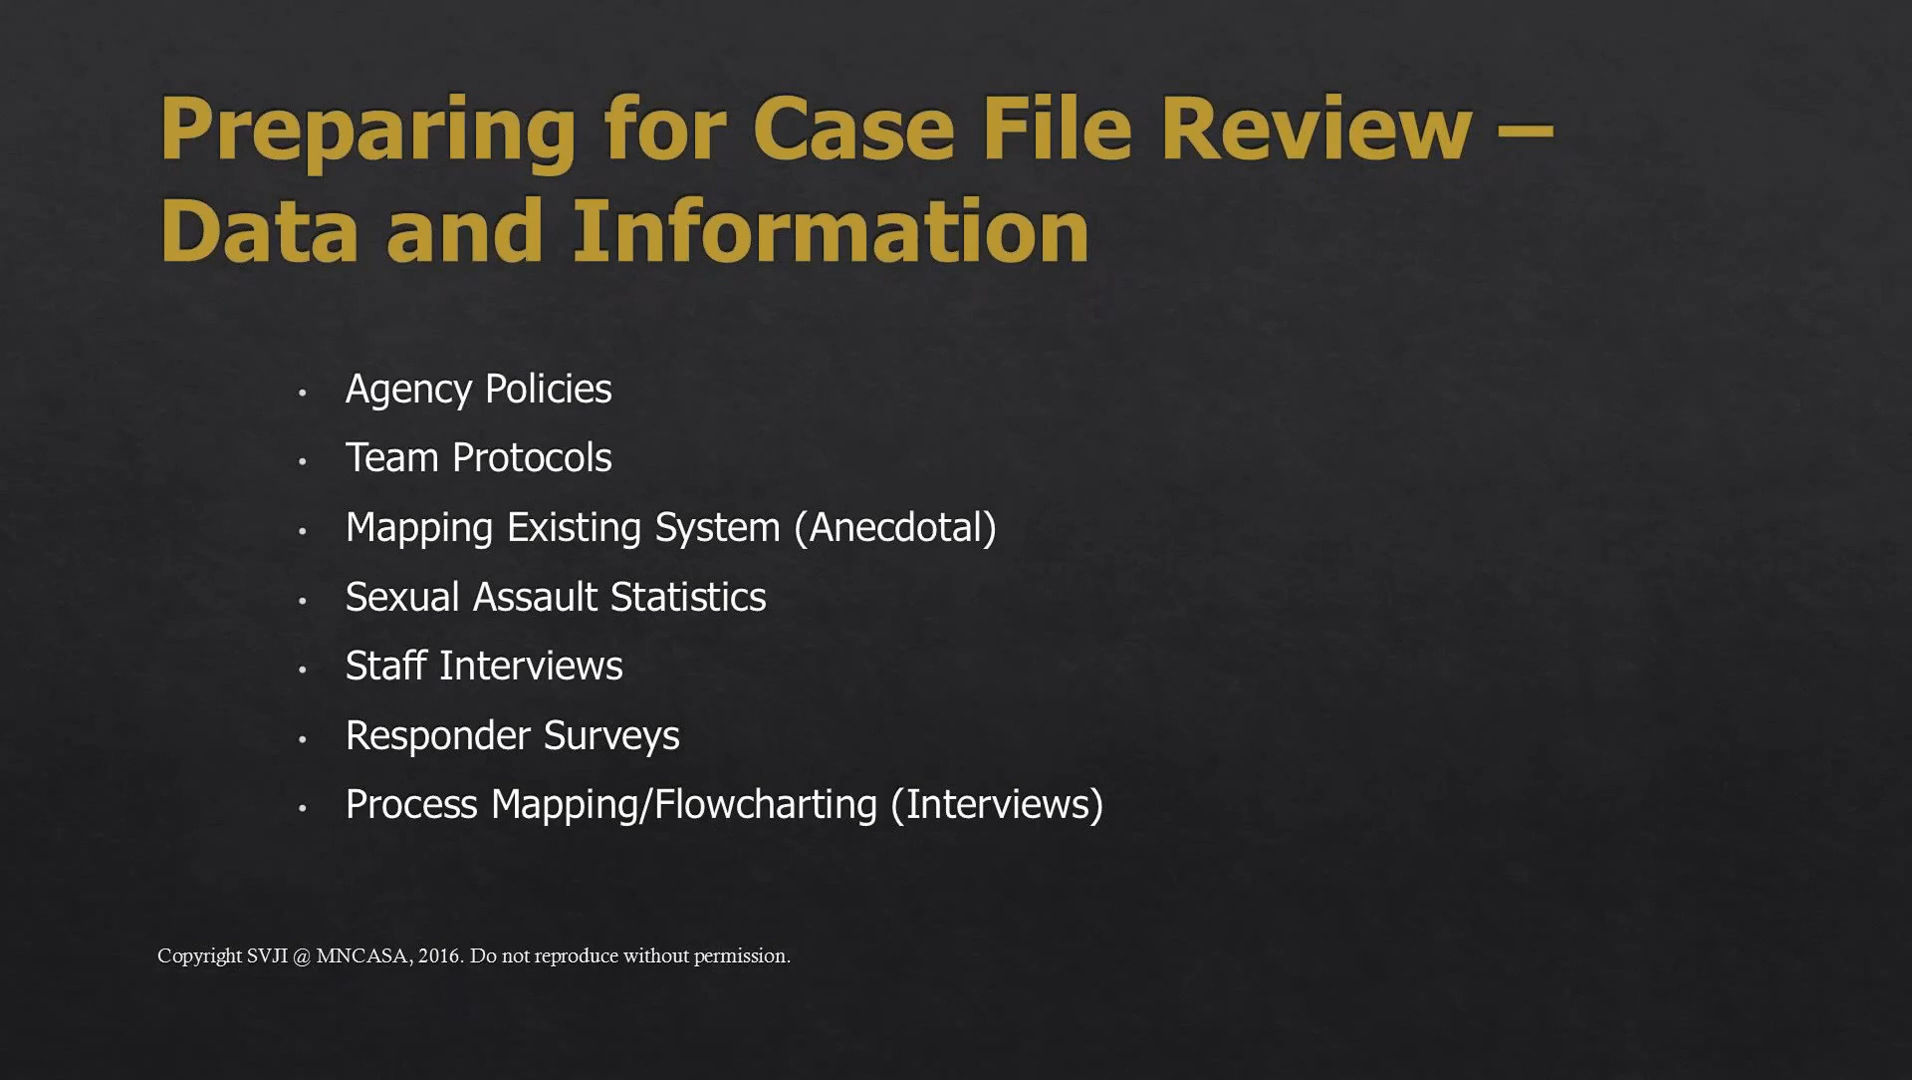 Preparing for Case File Review –
Data and Information
• Agency Policies
• Team Protocols
• Mapping Existing System (Anecdotal)
• Sexual Assault Statistics
• Staff Interviews
• Responder Surveys
• Process Mapping/Flowcharting (Interviews)
Copyright SVJI @ MNCASA, 2016. Do not reproduce without permission.